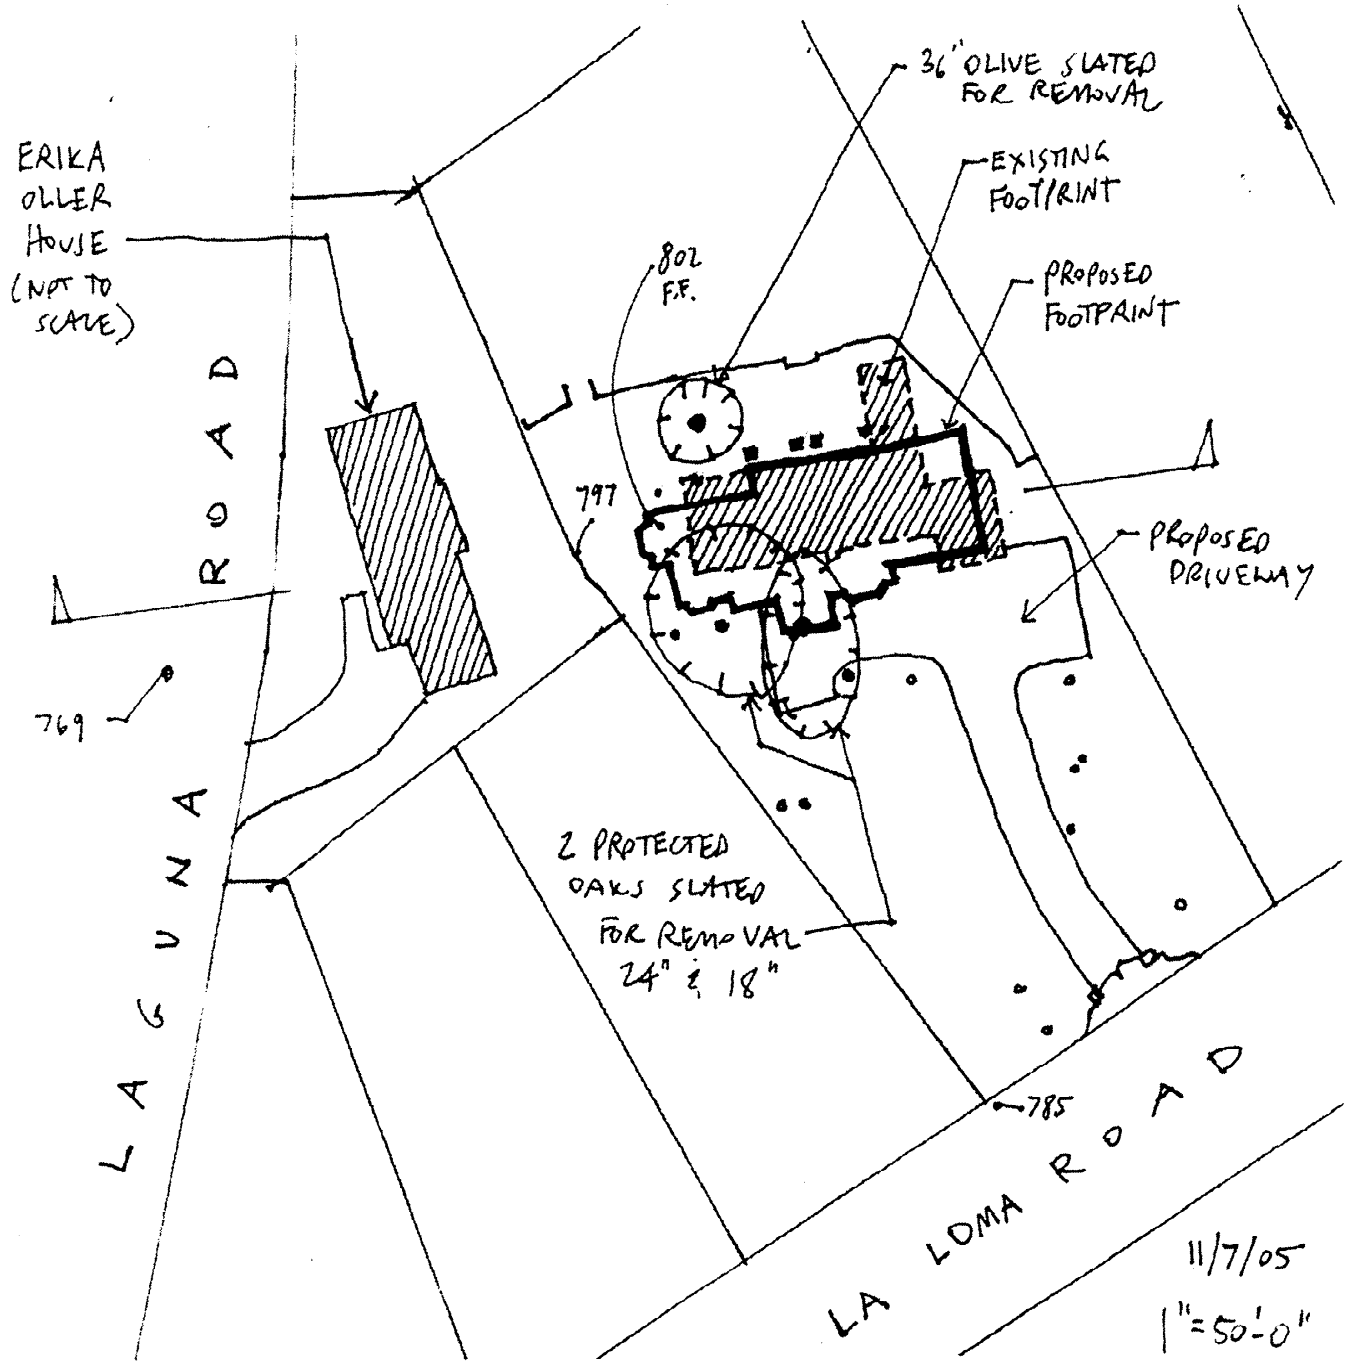 36" OLIVE SLATED
FOR REMOVAL
EXISTING
FOOTPRINT
ERIKA
OLLER
HOUSE
(NOT TO
SCALE)
802
F.F.
PROPOSED
FOOTPRINT
797
PROPOSED
DRIVEWAY
769
LAGUNA ROAD
2 PROTECTED
OAKS SLATED
FOR REMOVAL
24" & 18"
785
LA LOMA ROAD
11/7/05
1"=50'-0"